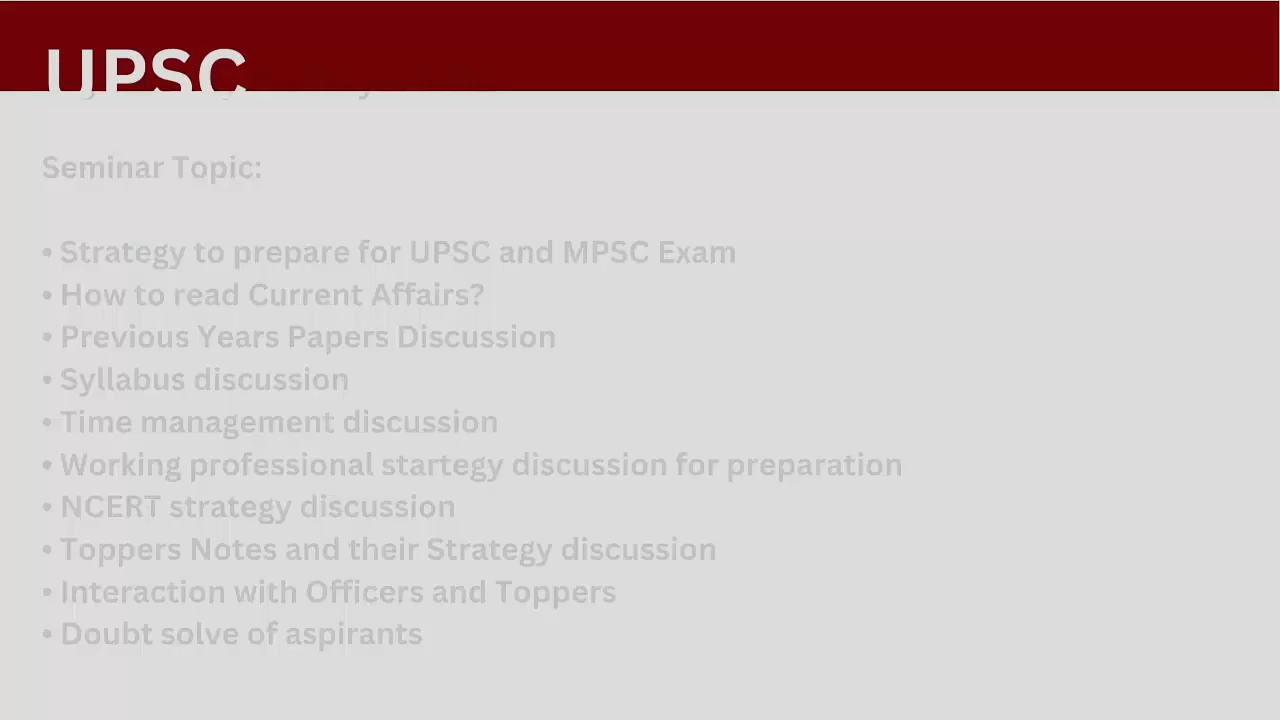 UPSC
Seminar Topic:
• Strategy to prepare for UPSC and MPSC Exam
• How to read Current Affairs?
• Previous Years Papers Discussion
• Syllabus discussion
• Time management discussion
• Working professional startegy discussion for preparation
• NCERT strategy discussion
• Toppers Notes and their Strategy discussion
• Interaction with Officers and Toppers
• Doubt solve of aspirants